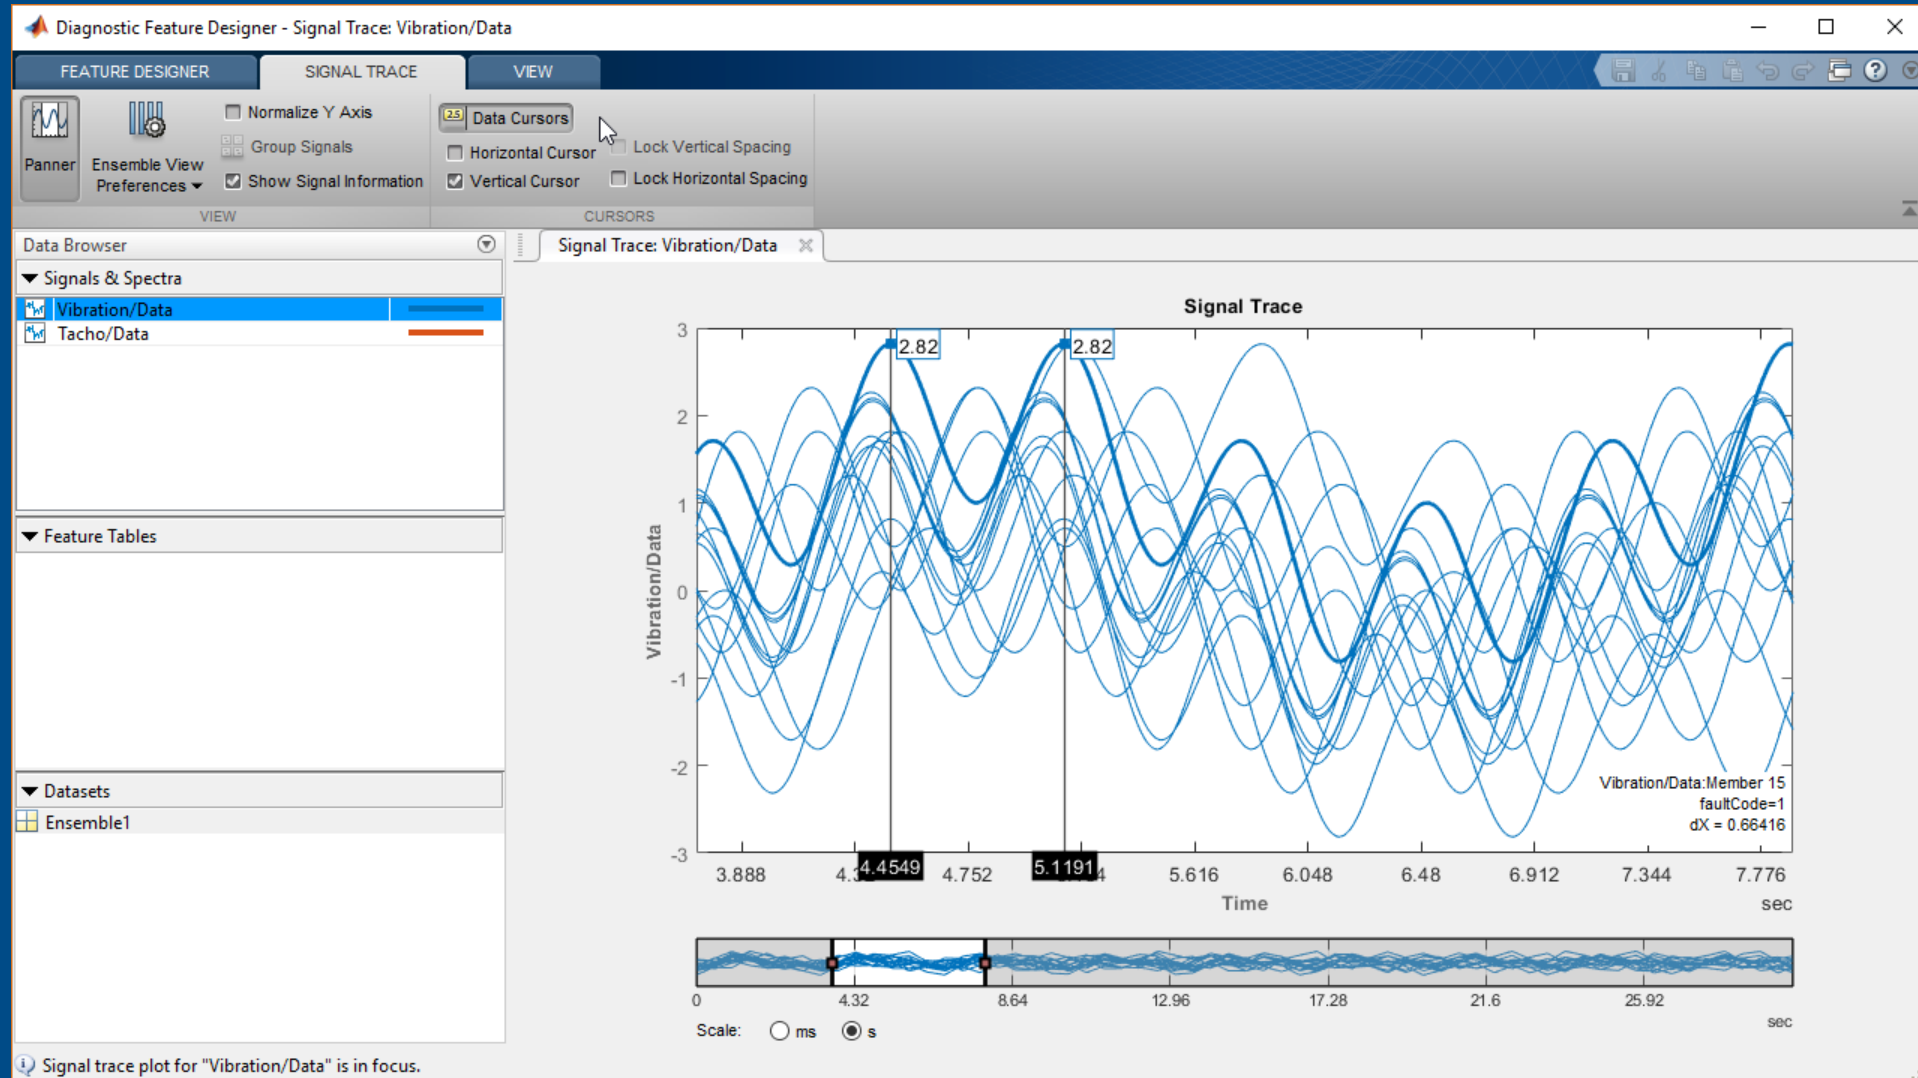 Diagnostic Feature Designer - Signal Trace: Vibration/Data
FEATURE DESIGNER
SIGNAL TRACE
VIEW
Panner
Ensemble View
Preferences
Normalize Y Axis
Group Signals
Show Signal Information
VIEW
2.5
Data Cursors
Horizontal Cursor
Vertical Cursor
Lock Vertical Spacing
Lock Horizontal Spacing
CURSORS
Data Browser
Signals & Spectra
Vibration/Data
Tacho/Data
Feature Tables
Datasets
Ensemble1
Signal Trace: Vibration/Data
Signal Trace
Vibration/Data
3
2
1
0
-1
-2
-3
2.82
2.82
Vibration/Data:Member 15
faultCode=1
dX = 0.66416
3.888
4.4549
4.752
5.1191
5.616
6.048
6.48
6.912
7.344
7.776
Time
sec
0
4.32
8.64
12.96
17.28
21.6
25.92
sec
Scale:
ms
s
Signal trace plot for "Vibration/Data" is in focus.